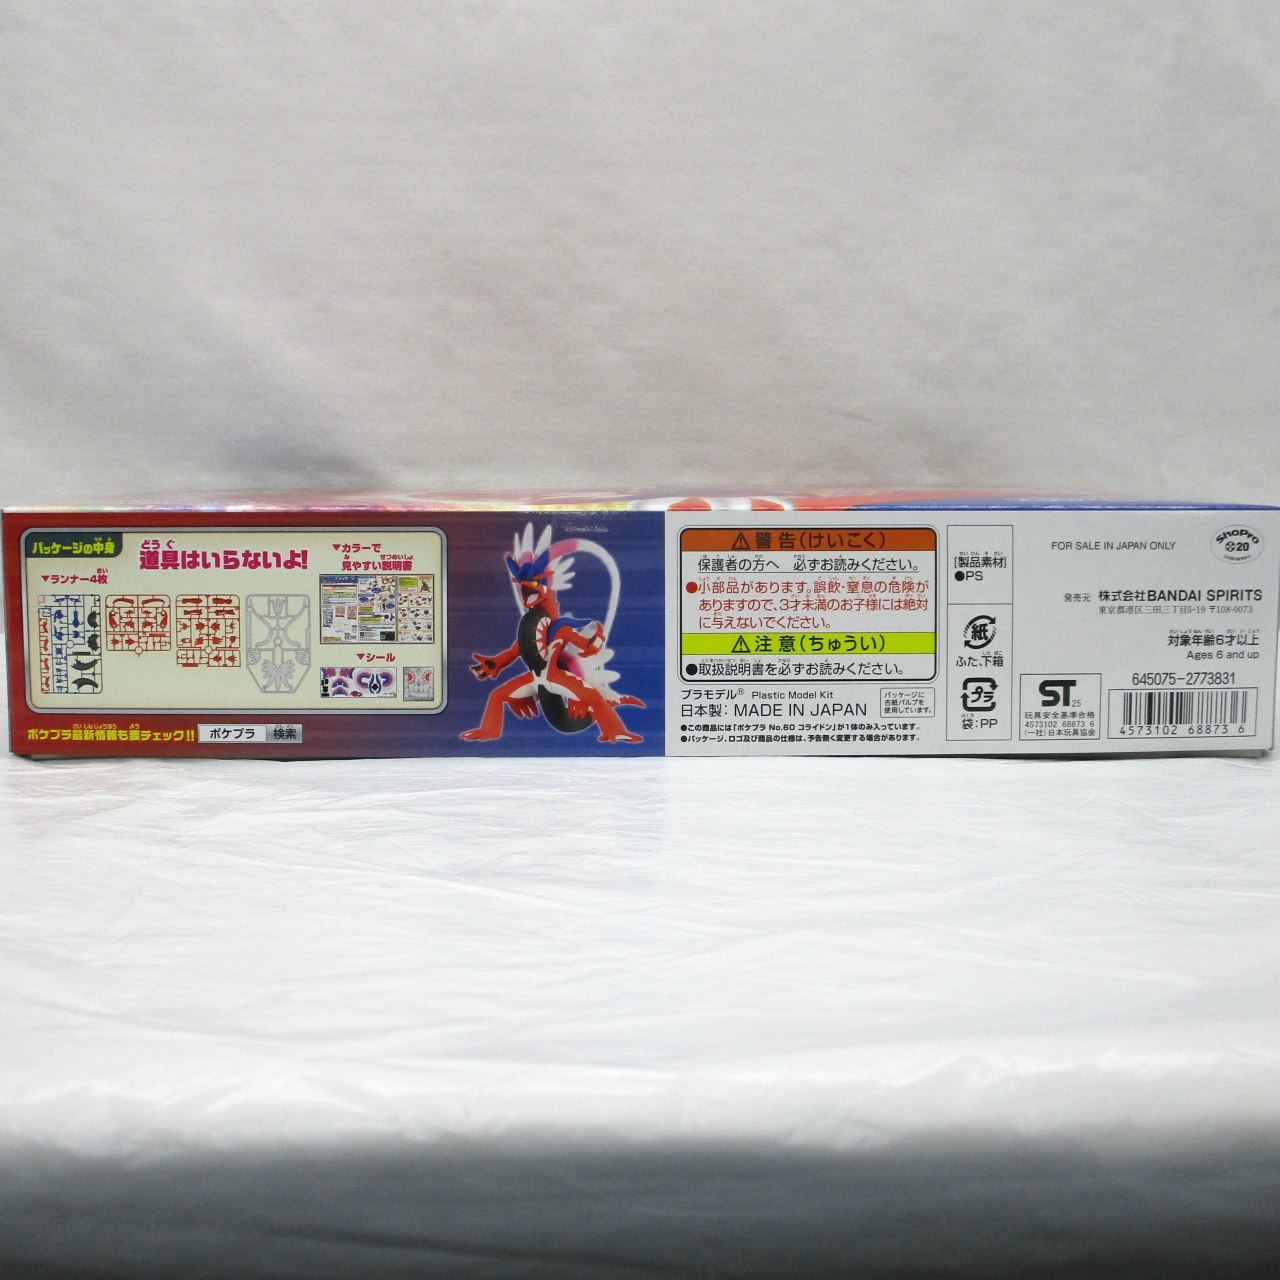 パッケージの中身
道具はいらないよ!
▼ランナー4枚
▼カラーで
見やすい説明書
▼シール
ポケプラ最新情報も要チェック!!
ポケプラ 検索
警告(けいこく)
保護者の方へ 必ずお読みください。
●小部品があります。誤飲・窒息の危険が
ありますので、3才未満のお子様には絶対
に与えないでください。
注意(ちゅうい)
●取扱説明書を必ずお読みください。
プラモデル® Plastic Model Kit
日本製: MADE IN JAPAN
パッケージに
古紙パルプを
使用しています。
●この商品には「ポケプラ No.60 コライドン」が1体のみ入っています。
●パッケージ、ロゴ及び商品の仕様は、予告無く変更する場合があります。
[製品素材]
●PS
紙
ふた、下箱
プラ
袋:PP
FOR SALE IN JAPAN ONLY
ShoPro
20
発売元 株式会社BANDAI SPIRITS
東京都港区三田三丁目5-19 〒108-0073
対象年齢6才以上
Ages 6 and up
ST 25
玩具安全基準合格
4573102 68873 6
(一社)日本玩具協会
645075-2773831
4573102 688736